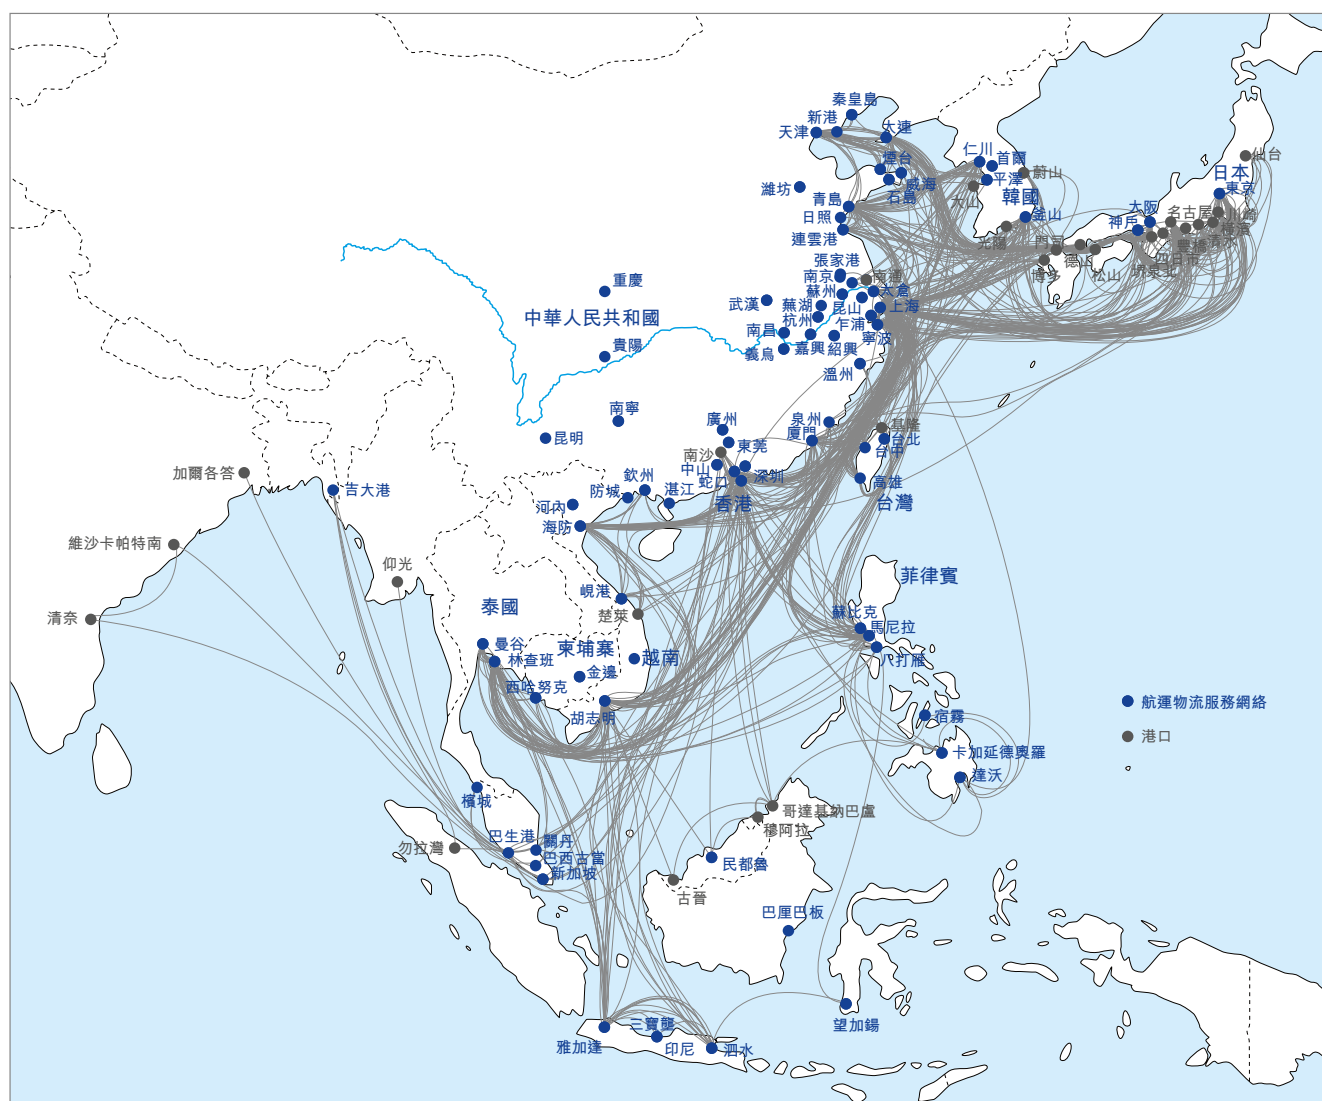 秦皇島
新港
天津
大連
煙台
威海
石島
濰坊
青島
日照
連雲港
仁川
首爾
平澤
蔚山
大山
韓國
釜山
光陽
仙台
日本
東京
大阪
神戶
名古屋
川崎
橫濱
清水
豐橋
四日市
堺泉北
門司
德山
松山
博多
張家港
南京
南通
蘇州
太倉
昆山
上海
蕪湖
杭州
乍浦
寧波
武漢
南昌
義烏
嘉興
紹興
溫州
重慶
中華人民共和國
貴陽
南寧
昆明
廣州
東莞
南沙
中山
蛇口
深圳
香港
泉州
廈門
基隆
台北
台中
高雄
台灣
欽州
防城
湛江
河內
海防
加爾各答
吉大港
維沙卡帕特南
清奈
仰光
峴港
楚萊
泰國
曼谷
林查班
柬埔寨
金邊
越南
西哈努克
胡志明
菲律賓
蘇比克
馬尼拉
八打雁
宿霧
卡加延德奧羅
達沃
航運物流服務網絡
港口
檳城
巴生港
關丹
巴西古當
新加坡
勿拉灣
哥達基納巴盧
穆阿拉
民都魯
古晉
巴厘巴板
望加錫
三寶壟
雅加達
印尼
泗水